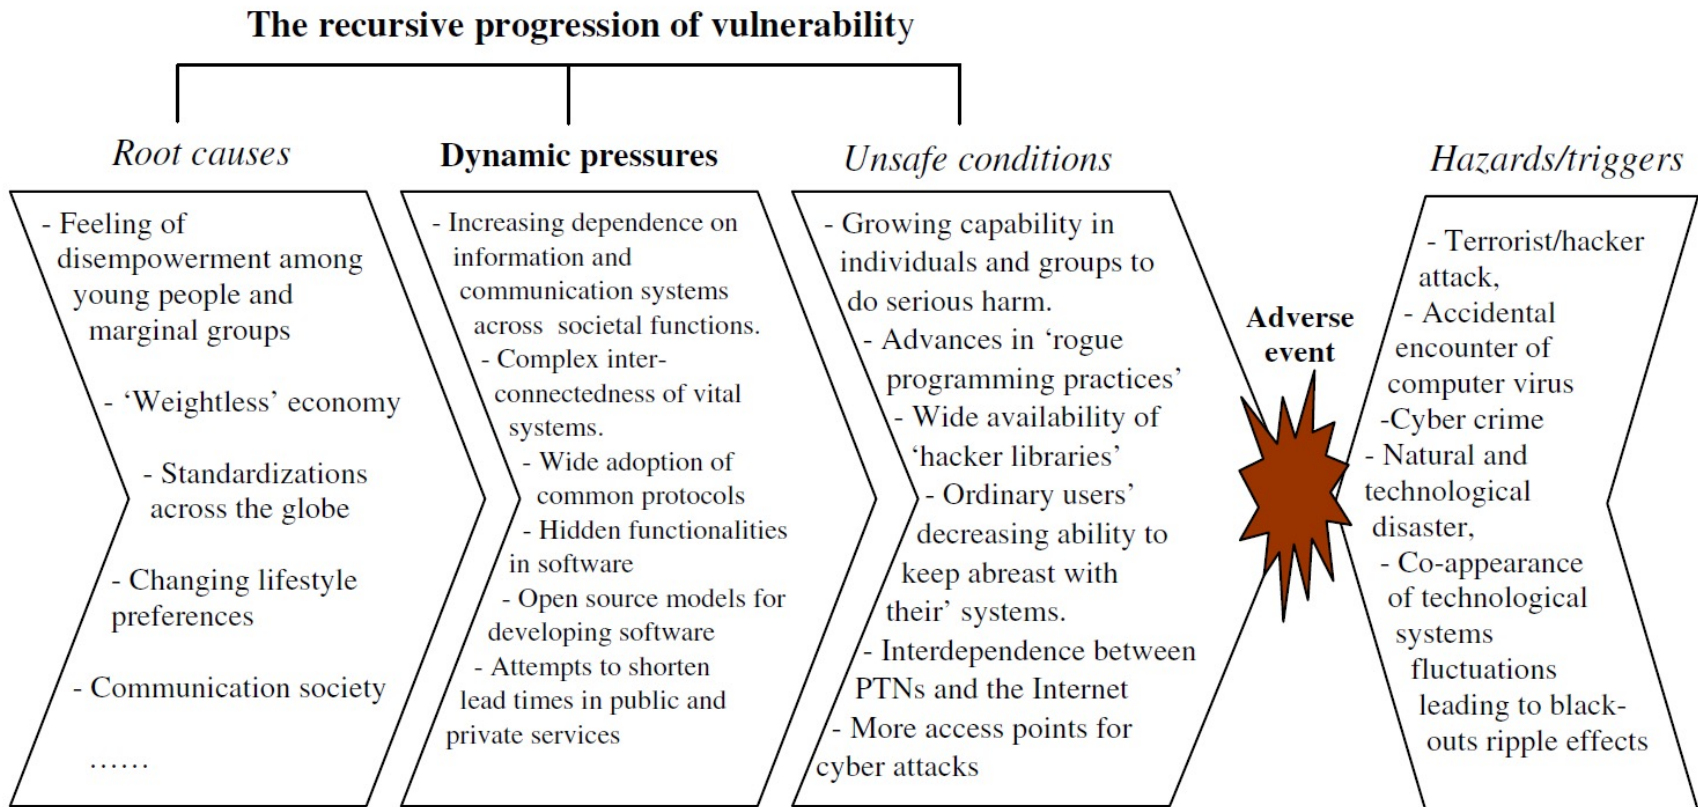 The recursive progression of vulnerability
Root causes
- Feeling of
disempowerment among
young people and
marginal groups
- ‘Weightless’ economy
- Standardizations
across the globe
- Changing lifestyle
preferences
- Communication society
……
Dynamic pressures
- Increasing dependence on
information and
communication systems
across societal functions.
- Complex inter-
connectedness of vital
systems.
- Wide adoption of
common protocols
- Hidden functionalities
in software
- Open source models for
developing software
- Attempts to shorten
lead times in public and
private services
Unsafe conditions
- Growing capability in
individuals and groups to
do serious harm.
- Advances in ‘rogue
programming practices’
- Wide availability of
‘hacker libraries’
- Ordinary users’
decreasing ability to
keep abreast with
their’ systems.
- Interdependence between
PTNs and the Internet
- More access points for
cyber attacks
Adverse
event
Hazards/triggers
- Terrorist/hacker
attack,
- Accidental
encounter of
computer virus
-Cyber crime
- Natural and
technological
disaster,
- Co-appearance
of technological
systems
fluctuations
leading to black-
outs ripple effects